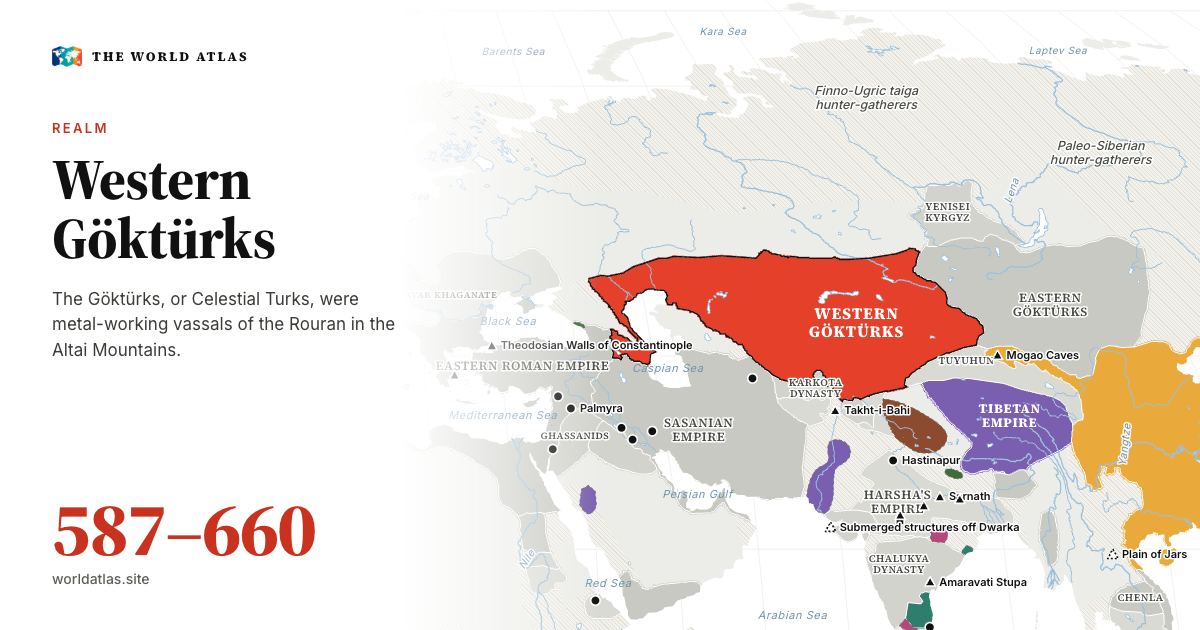 THE WORLD ATLAS
REALM
Western
Göktürks
The Göktürks, or Celestial Turks, were
metal-working vassals of the Rouran in the
Altai Mountains.
587–660
worldatlas.site
Barents Sea
Kara Sea
Laptev Sea
Finno-Ugric taiga
hunter-gatherers
Paleo-Siberian
hunter-gatherers
Lena
YENISEI
KYRGYZ
AVAR KHAGANATE
Black Sea
WESTERN
GÖKTÜRKS
EASTERN
GÖKTÜRKS
Theodosian Walls of Constantinople
EASTERN ROMAN EMPIRE
Caspian Sea
TUYUHUN
Mogao Caves
KARKOTA
DYNASTY
Takht-i-Bahi
TIBETAN
EMPIRE
Mediterranean Sea
Palmyra
GHASSANIDS
SASANIAN
EMPIRE
Yangtze
Hastinapur
Persian Gulf
HARSHA'S
EMPIRE
Sarnath
Submerged structures off Dwarka
Nile
CHALUKYA
DYNASTY
Plain of Jars
Red Sea
Amaravati Stupa
CHENLA
Arabian Sea